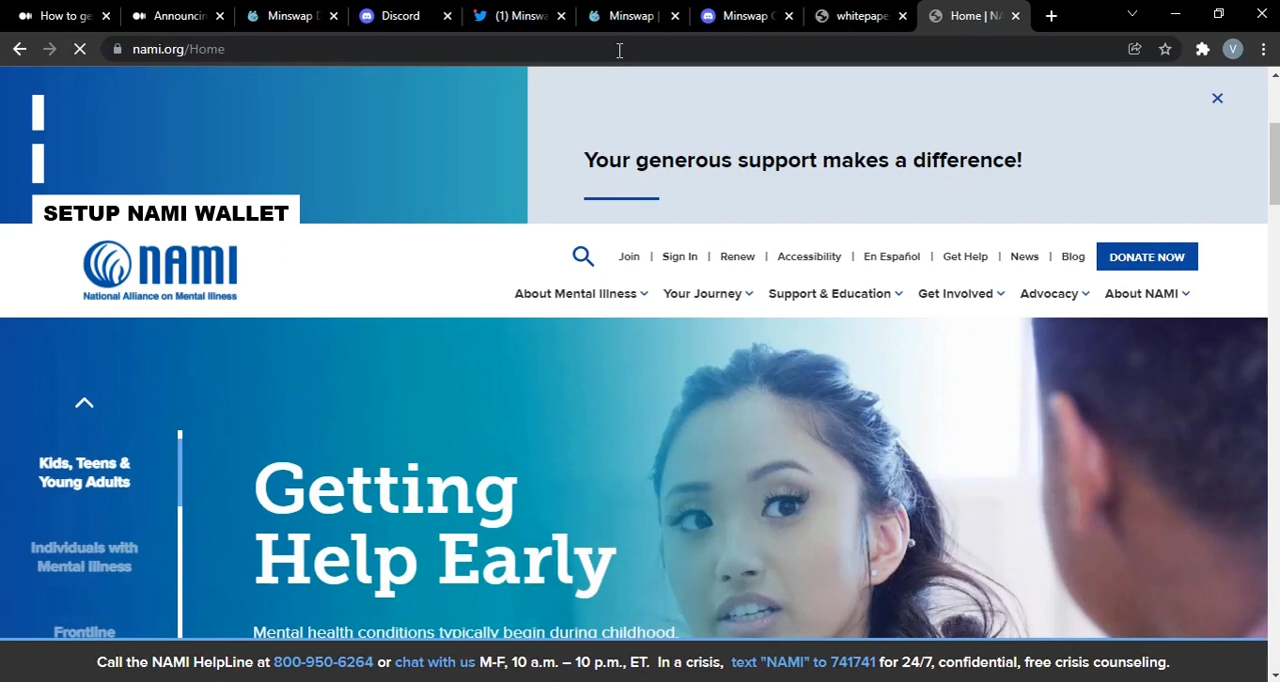 How to ge
Announcin
Minswap D
Discord
(1) Minswa
Minswap |
Minswap C
whitepape
Home | NA
nami.org/Home
V
Your generous support makes a difference!
SETUP NAMI WALLET
NAMI
National Alliance on Mental Illness
Join | Sign In | Renew | Accessibility | En Español | Get Help | News | Blog
DONATE NOW
About Mental Illness Your Journey Support & Education Get Involved Advocacy About NAMI
Kids, Teens &
Young Adults
Individuals with
Mental Illness
Frontline
Getting
Help Early
Mental health conditions typically begin during childhood,
Call the NAMI HelpLine at 800-950-6264 or chat with us M-F, 10 a.m. – 10 p.m., ET. In a crisis, text "NAMI" to 741741 for 24/7, confidential, free crisis counseling.